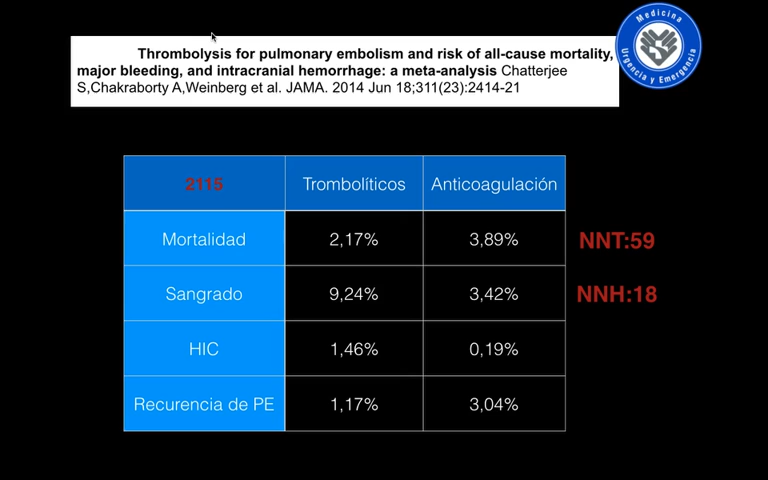 Thrombolysis for pulmonary embolism and risk of all-cause mortality,
major bleeding, and intracranial hemorrhage: a meta-analysis Chatterjee
S,Chakraborty A,Weinberg et al. JAMA. 2014 Jun 18;311(23):2414-21
Medicina
Urgencia y Emergencia
2115 Trombolíticos Anticoagulación
Mortalidad 2,17% 3,89% NNT:59
Sangrado 9,24% 3,42% NNH:18
HIC 1,46% 0,19%
Recurencia de PE 1,17% 3,04%